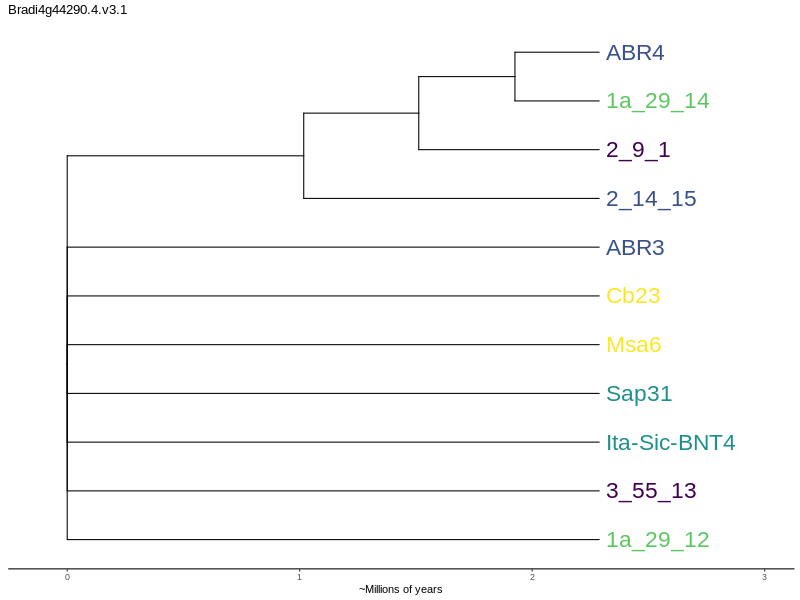 Bradi4g44290.4.v3.1
ABR4
1a_29_14
2_9_1
2_14_15
ABR3
Cb23
Msa6
Sap31
Ita-Sic-BNT4
3_55_13
1a_29_12
0 1 2 3
~Millions of years